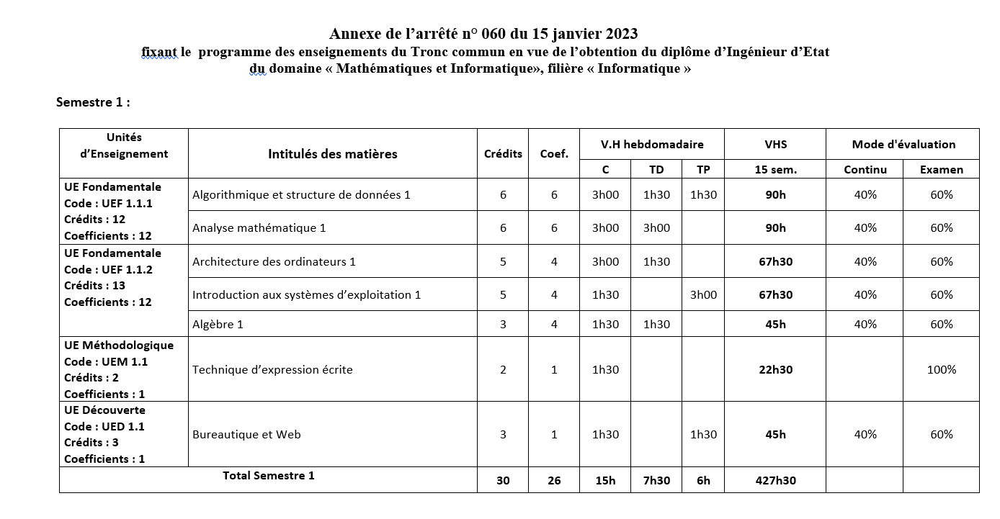 Annexe de l’arrêté n° 060 du 15 janvier 2023
fixant le  programme des enseignements du Tronc commun en vue de l’obtention du diplôme d’Ingénieur d’Etat
du domaine « Mathématiques et Informatique», filière « Informatique »
Semestre 1 :
Unités d’Enseignement Intitulés des matières Crédits Coef. V.H hebdomadaire VHS Mode d'évaluation
C TD TP 15 sem. Continu Examen
UE Fondamentale
Code : UEF 1.1.1
Crédits : 12
Coefficients : 12
Algorithmique et structure de données 1 6 6 3h00 1h30 1h30 90h 40% 60%
Analyse mathématique 1 6 6 3h00 3h00 90h 40% 60%
UE Fondamentale
Code : UEF 1.1.2
Crédits : 13
Coefficients : 12
Architecture des ordinateurs 1 5 4 3h00 1h30 67h30 40% 60%
Introduction aux systèmes d’exploitation 1 5 4 1h30 3h00 67h30 40% 60%
Algèbre 1 3 4 1h30 1h30 45h 40% 60%
UE Méthodologique
Code : UEM 1.1
Crédits : 2
Coefficients : 1
Technique d’expression écrite 2 1 1h30 22h30 100%
UE Découverte
Code : UED 1.1
Crédits : 3
Coefficients : 1
Bureautique et Web 3 1 1h30 1h30 45h 40% 60%
Total Semestre 1 30 26 15h 7h30 6h 427h30